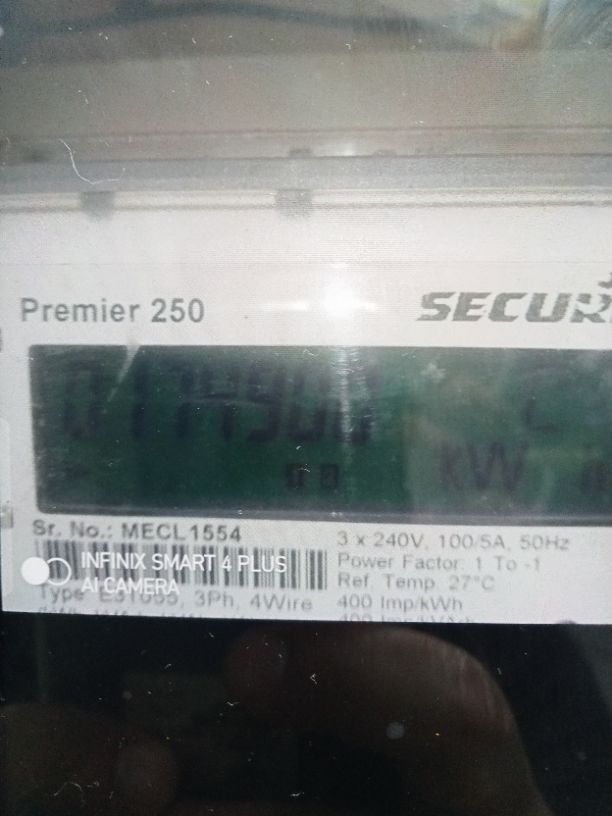 Premier 250
SECUR
kW
Sr. No.: MECL1554
3 x 240V, 100/5A, 50Hz
Power Factor: 1 To -1
Ref. Temp. 27°C
INFINIX SMART 4 PLUS
AI CAMERA
3Ph, 4Wire
400 Imp/kWh